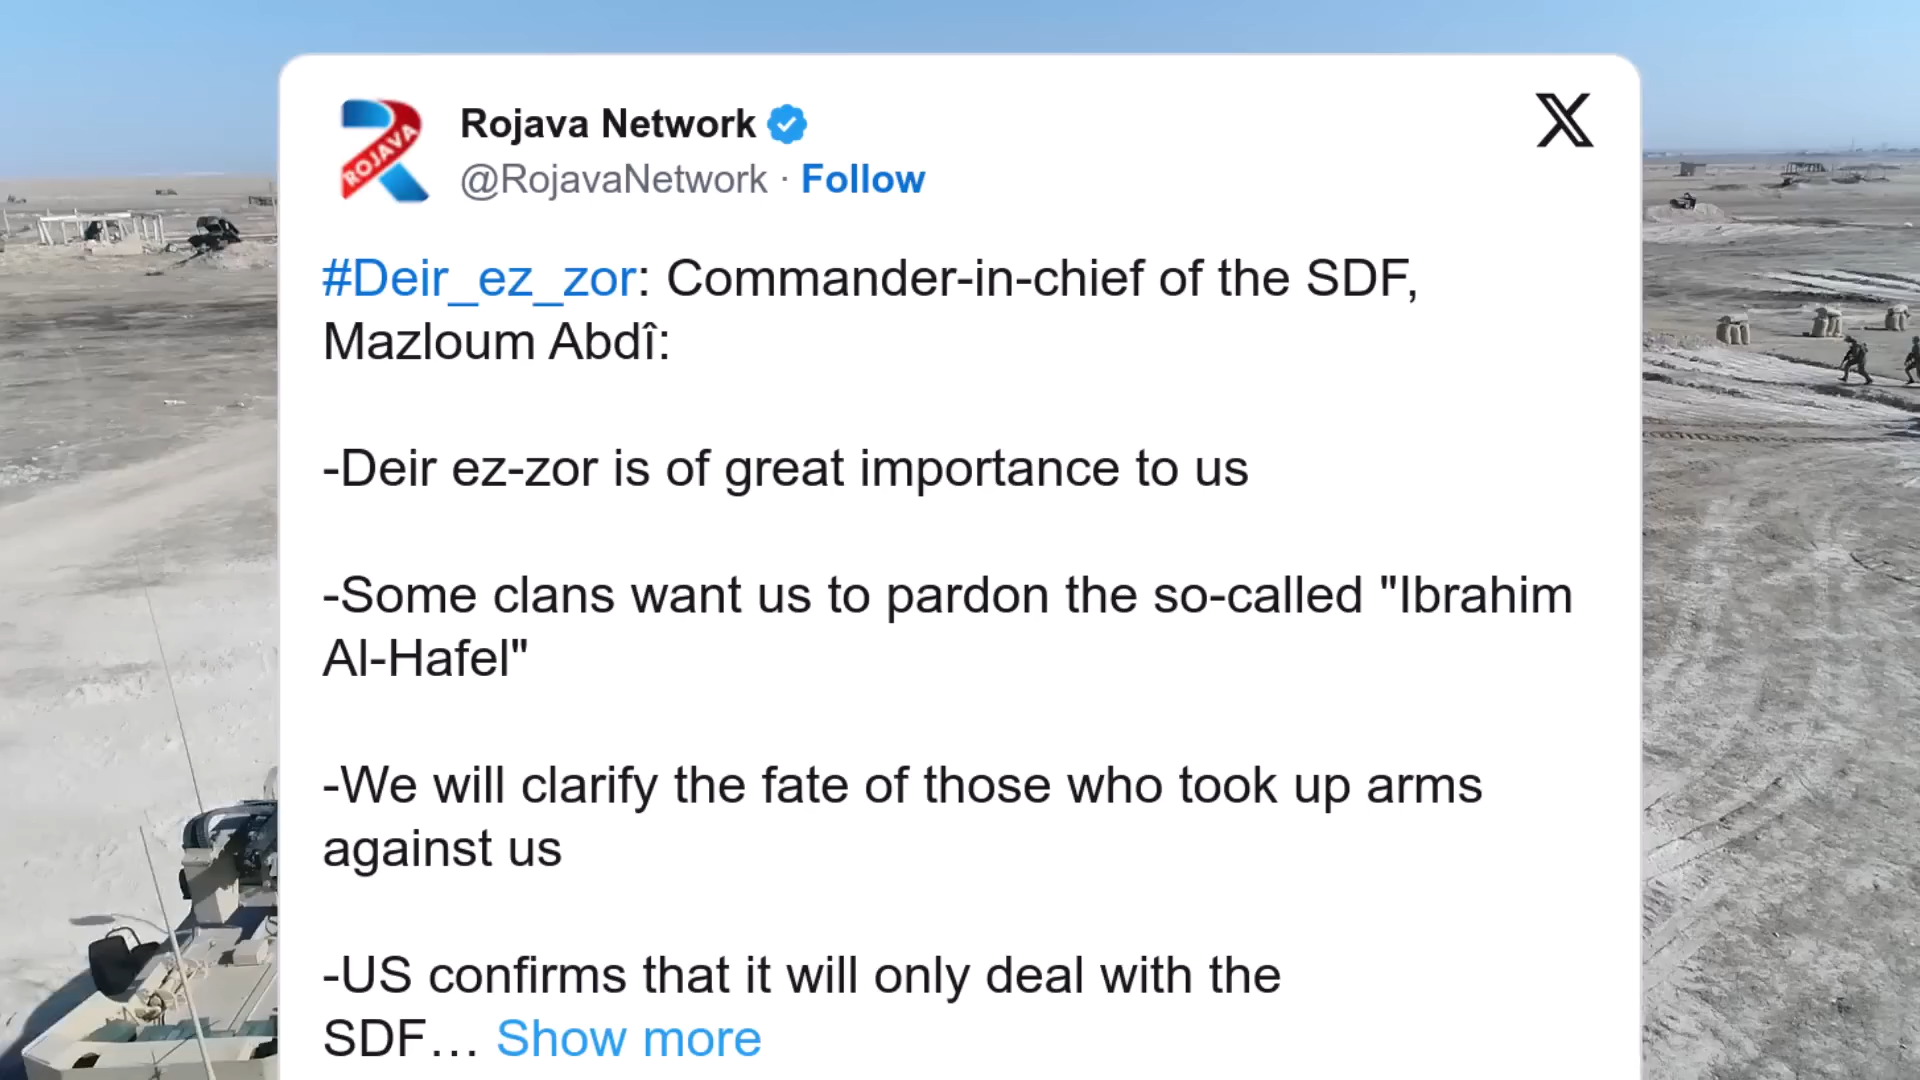 ROJAVA
Rojava Network
@RojavaNetwork · Follow
#Deir_ez_zor: Commander-in-chief of the SDF,
Mazloum Abdî:
-Deir ez-zor is of great importance to us
-Some clans want us to pardon the so-called "Ibrahim
Al-Hafel"
-We will clarify the fate of those who took up arms
against us
-US confirms that it will only deal with the
SDF… Show more